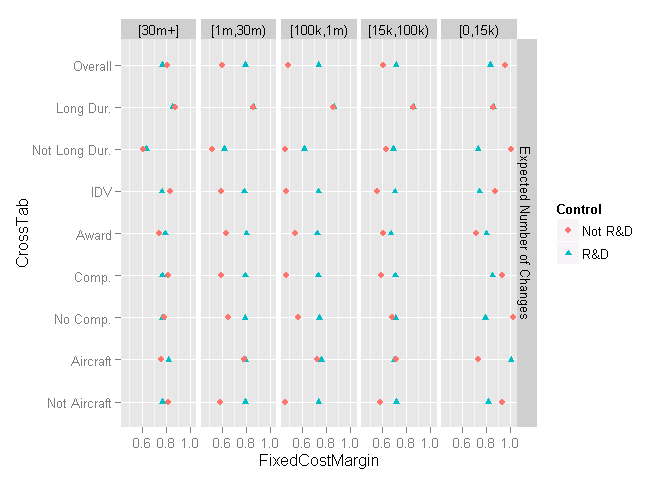 [30m+] [1m,30m) [100k,1m) [15k,100k) [0,15k)
Overall
Long Dur.
Not Long Dur.
IDV
Award
Comp.
No Comp.
Aircraft
Not Aircraft
CrossTab
Expected Number of Changes
Control
Not R&D
R&D
0.6 0.8 1.0 0.6 0.8 1.0 0.6 0.8 1.0 0.6 0.8 1.0 0.6 0.8 1.0
FixedCostMargin